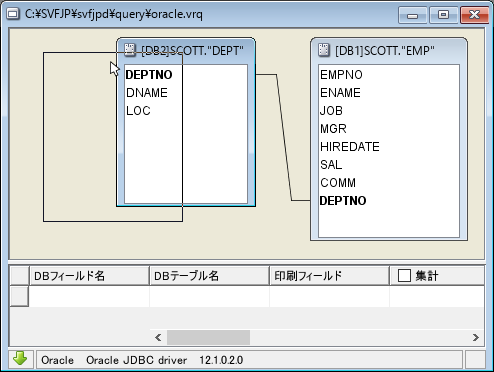 C:¥SVFJP¥svfjpd¥query¥oracle.vrq
[DB2]SCOTT."DEPT"
DEPTNO
DNAME
LOC
[DB1]SCOTT."EMP"
EMPNO
ENAME
JOB
MGR
HIREDATE
SAL
COMM
DEPTNO
DBフィールド名 DBテーブル名 印刷フィールド 集計
Oracle Oracle JDBC driver 12.1.0.2.0